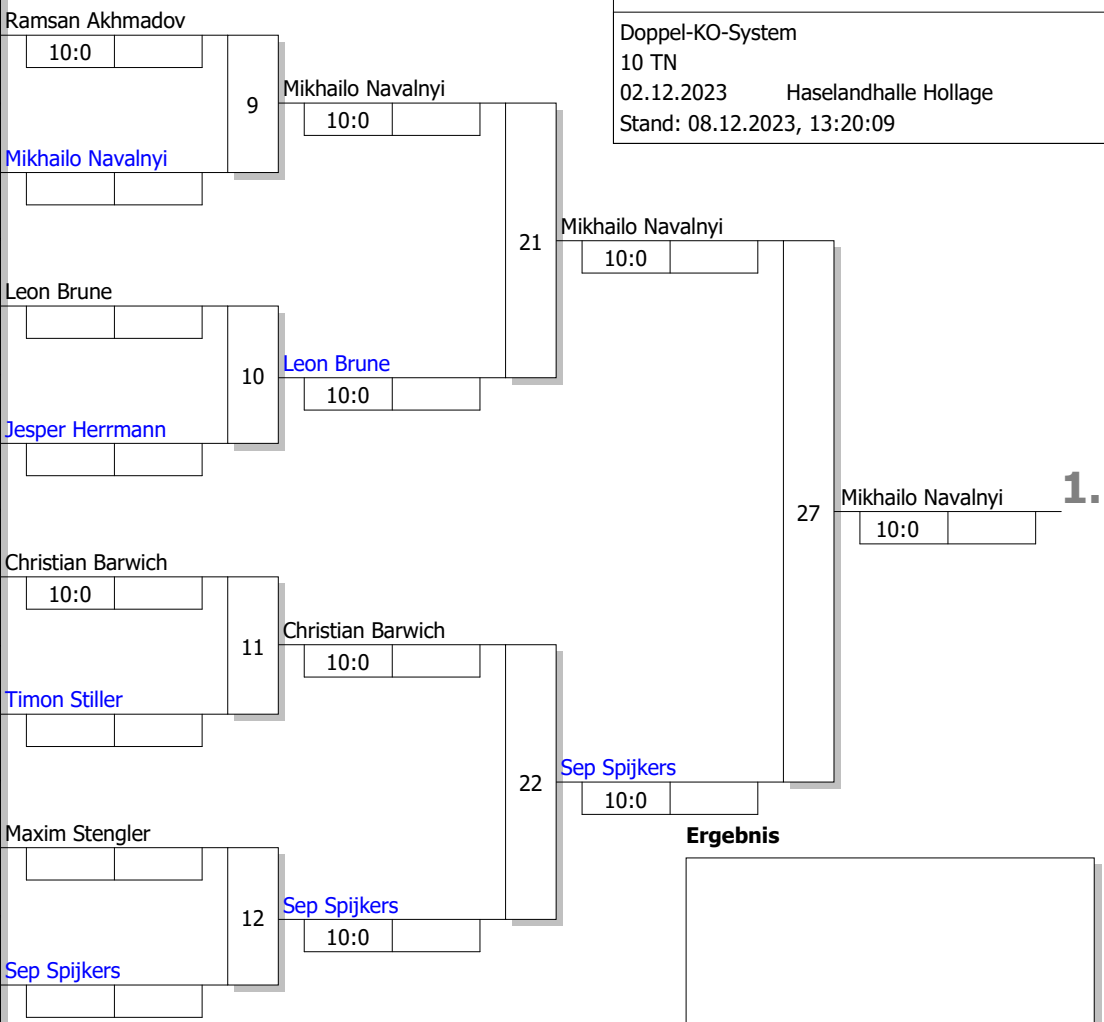 Doppel-KO-System
10 TN
02.12.2023 Haselandhalle Hollage
Stand: 08.12.2023, 13:20:09
Ramsan Akhmadov
10:0
9
Mikhailo Navalnyi
Mikhailo Navalnyi
10:0
21
Leon Brune
10
Jesper Herrmann
Leon Brune
10:0
Mikhailo Navalnyi
10:0
27
Mikhailo Navalnyi 1.
10:0
Christian Barwich
10:0
11
Timon Stiller
Christian Barwich
10:0
22
Maxim Stengler
12
Sep Spijkers
Sep Spijkers
10:0
Sep Spijkers
10:0
Ergebnis